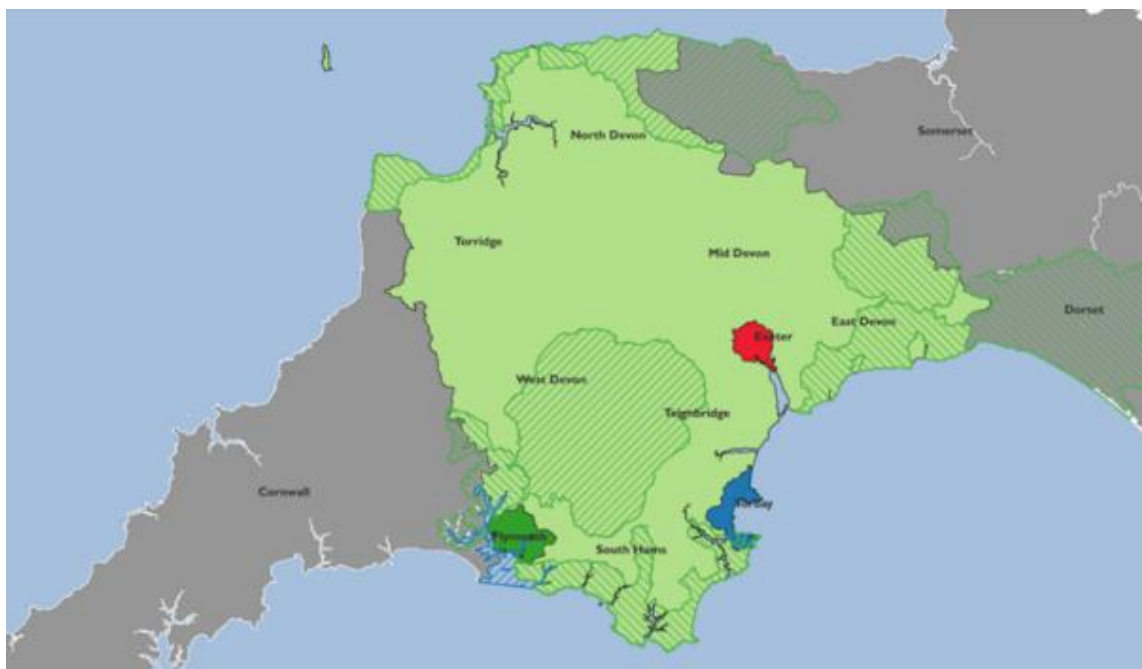 North Devon
Somerset
Torridge
Mid Devon
Dorset
East Devon
Exeter
West Devon
Teignbridge
Cornwall
Torbay
Plymouth
South Hams